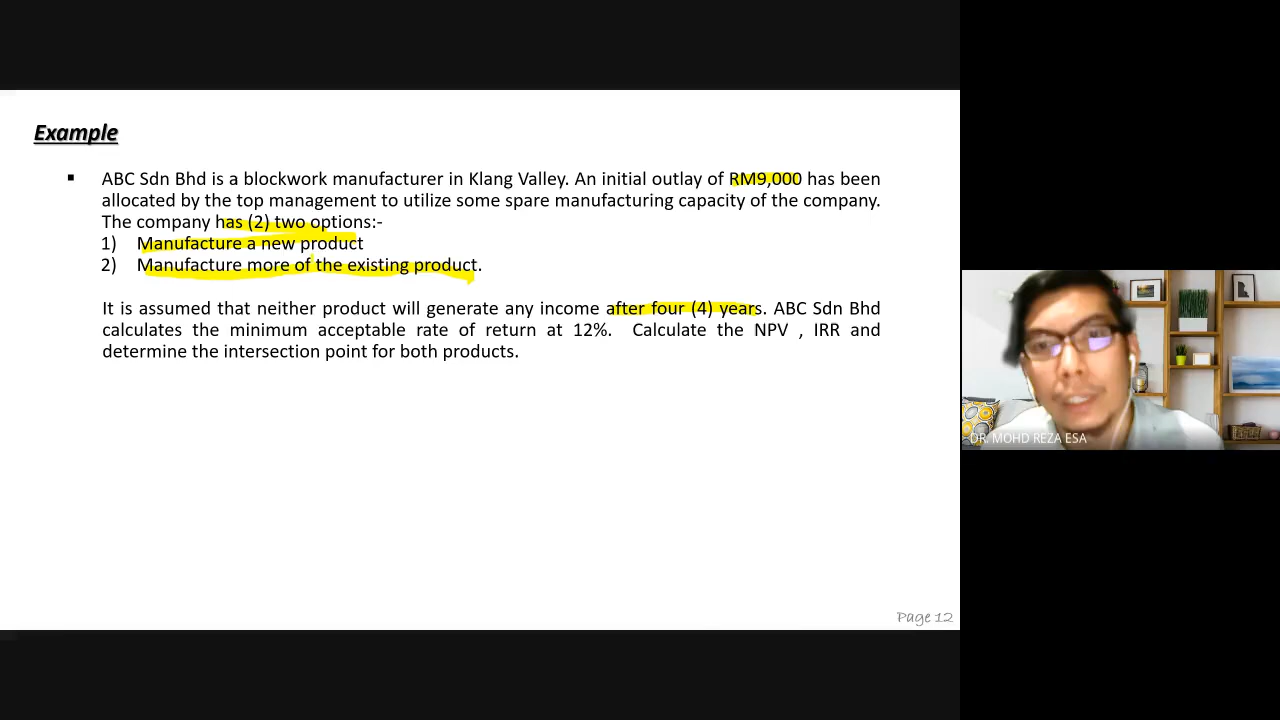 Example
▪ ABC Sdn Bhd is a blockwork manufacturer in Klang Valley. An initial outlay of RM9,000 has been
allocated by the top management to utilize some spare manufacturing capacity of the company.
The company has (2) two options:-
1) Manufacture a new product
2) Manufacture more of the existing product.
It is assumed that neither product will generate any income after four (4) years. ABC Sdn Bhd
calculates the minimum acceptable rate of return at 12%. Calculate the NPV , IRR and
determine the intersection point for both products.
Page 12
DR. MOHD REZA ESA